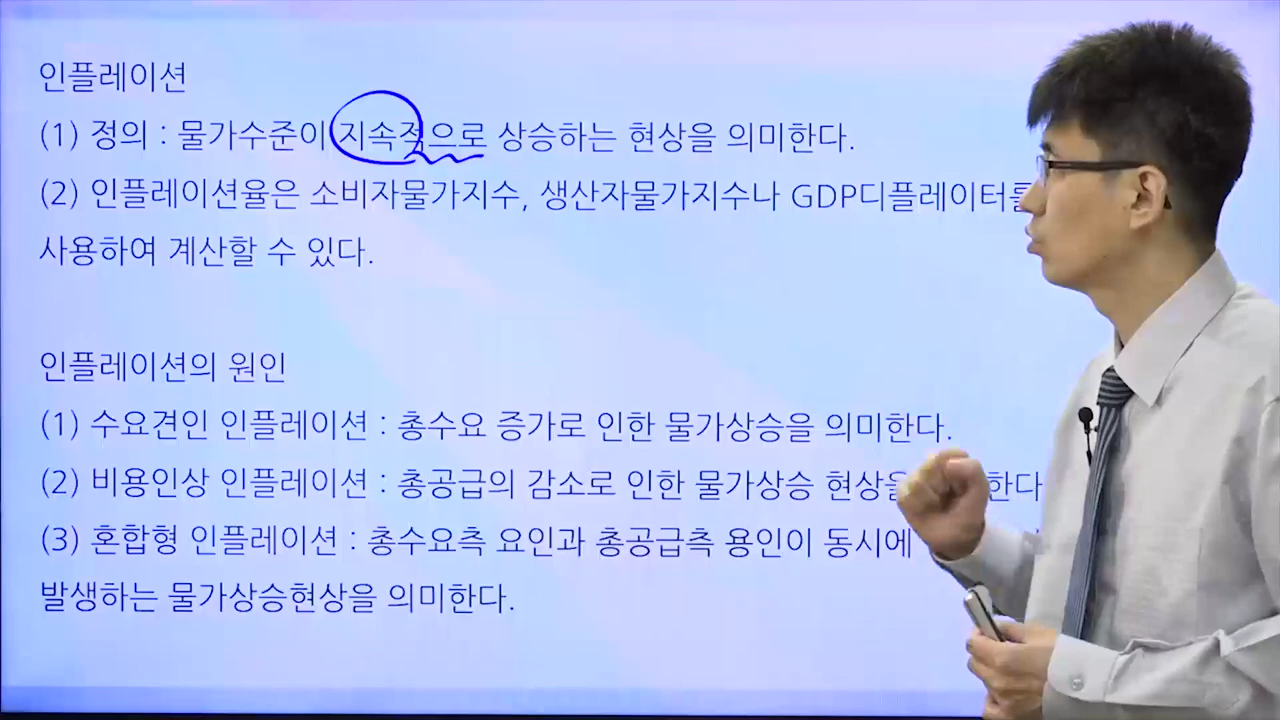 인플레이션
(1) 정의 : 물가수준이 지속적으로 상승하는 현상을 의미한다.
(2) 인플레이션율은 소비자물가지수, 생산자물가지수나 GDP디플레이터를
사용하여 계산할 수 있다.
인플레이션의 원인
(1) 수요견인 인플레이션 : 총수요 증가로 인한 물가상승을 의미한다.
(2) 비용인상 인플레이션 : 총공급의 감소로 인한 물가상승 현상을 한다
(3) 혼합형 인플레이션 : 총수요측 요인과 총공급측 용인이 동시에
발생하는 물가상승현상을 의미한다.